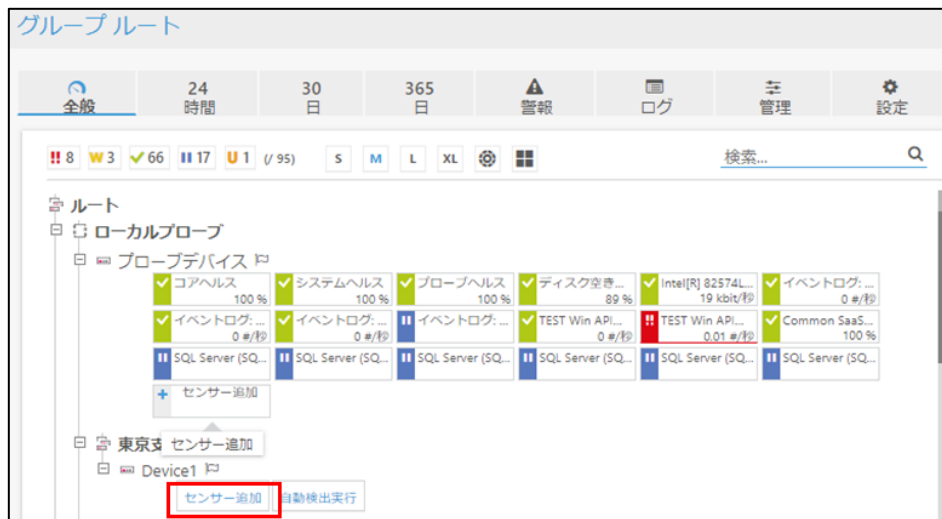 グループ ルート
全般
24
時間
30
日
365
日
警報
ログ
管理
設定
8 W 3 66 17 U 1 (/ 95) S M L XL 検索...
ルート
ローカルプローブ
プローブデバイス
コアヘルス システムヘルス プローブヘルス ディスク空き... Intel[R] 82574L... イベントログ: ...
100 % 100 % 100 % 89 % 19 kbit/秒 0 #/秒
イベントログ: ... イベントログ: ... イベントログ: ... TEST Win API... TEST Win API... Common SaaS...
0 #/秒 0 #/秒 0 #/秒 0.01 #/秒 100 %
SQL Server (SQ... SQL Server (SQ... SQL Server (SQ... SQL Server (SQ... SQL Server (SQ... SQL Server (SQ...
センサー追加
東京支 センサー追加
Device1
センサー追加 自動検出実行